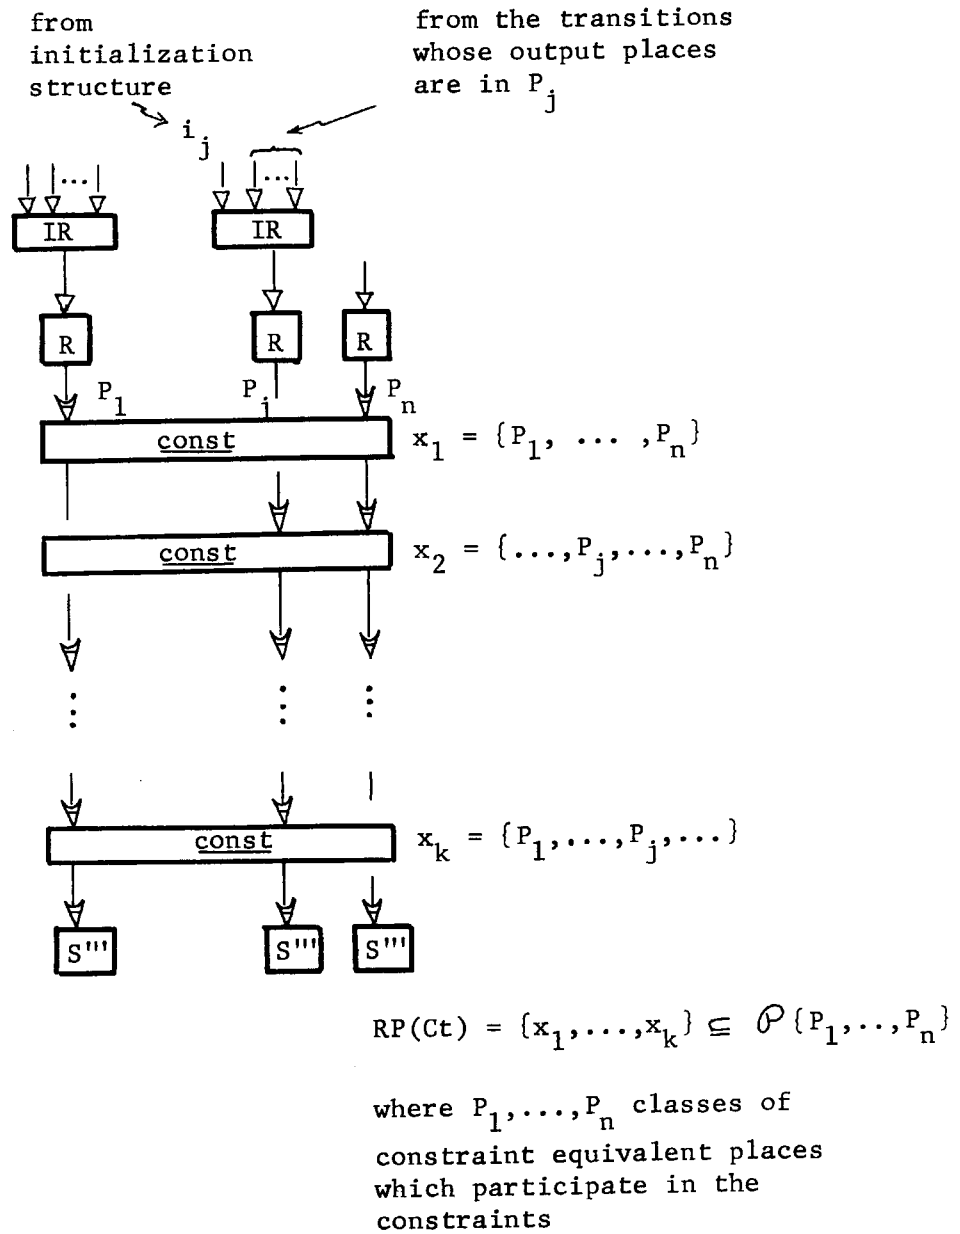 from
initialization
structure
from the transitions
whose output places
are in P_j
i_j
...
...
IR
IR
R
R
R
P_1
P_j
P_n
const
x_1 = {P_1, ... ,P_n}
const
x_2 = {...,P_j,...,P_n}
const
x_k = {P_1,...,P_j,...}
S'''
S'''
S'''
RP(Ct) = {x_1,...,x_k} ⊆ 𝒫{P_1,..,P_n}
where P_1,...,P_n classes of
constraint equivalent places
which participate in the
constraints